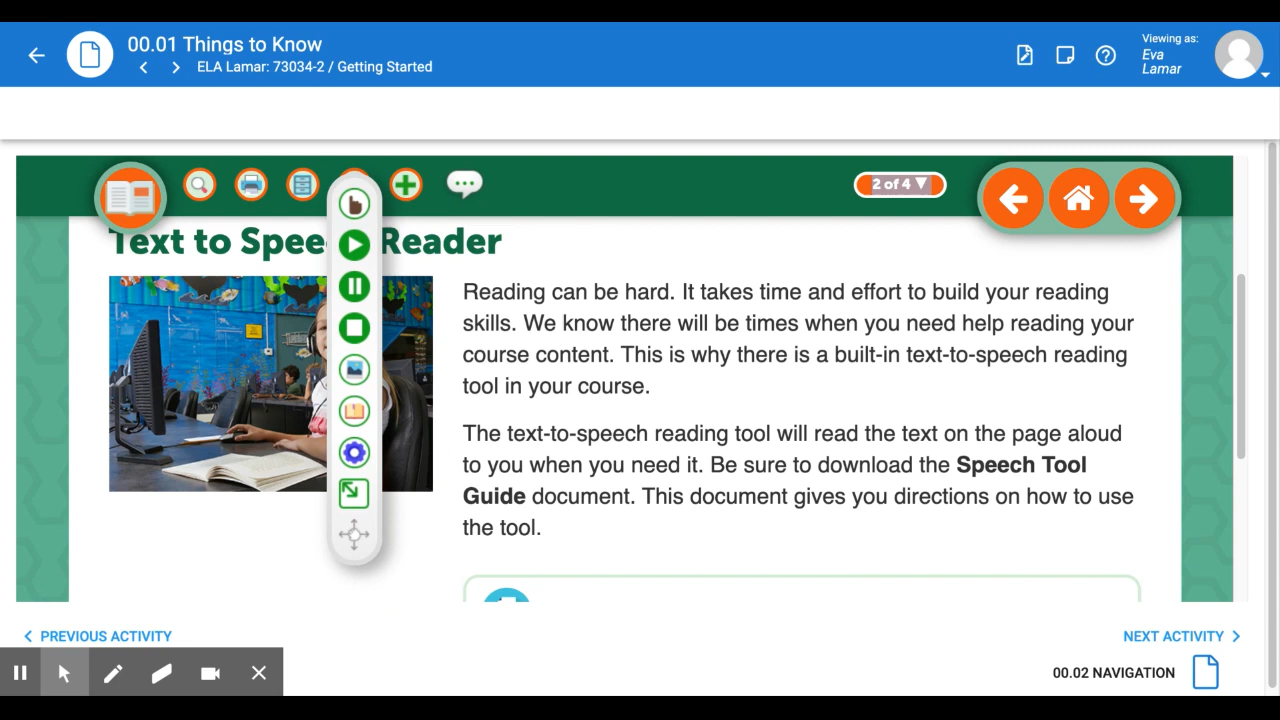 00.01 Things to Know
ELA Lamar: 73034-2 / Getting Started
Viewing as:
Eva
Lamar
2 of 4
Text to Spee Reader
Reading can be hard. It takes time and effort to build your reading
skills. We know there will be times when you need help reading your
course content. This is why there is a built-in text-to-speech reading
tool in your course.
The text-to-speech reading tool will read the text on the page aloud
to you when you need it. Be sure to download the Speech Tool
Guide document. This document gives you directions on how to use
the tool.
PREVIOUS ACTIVITY
NEXT ACTIVITY
00.02 NAVIGATION